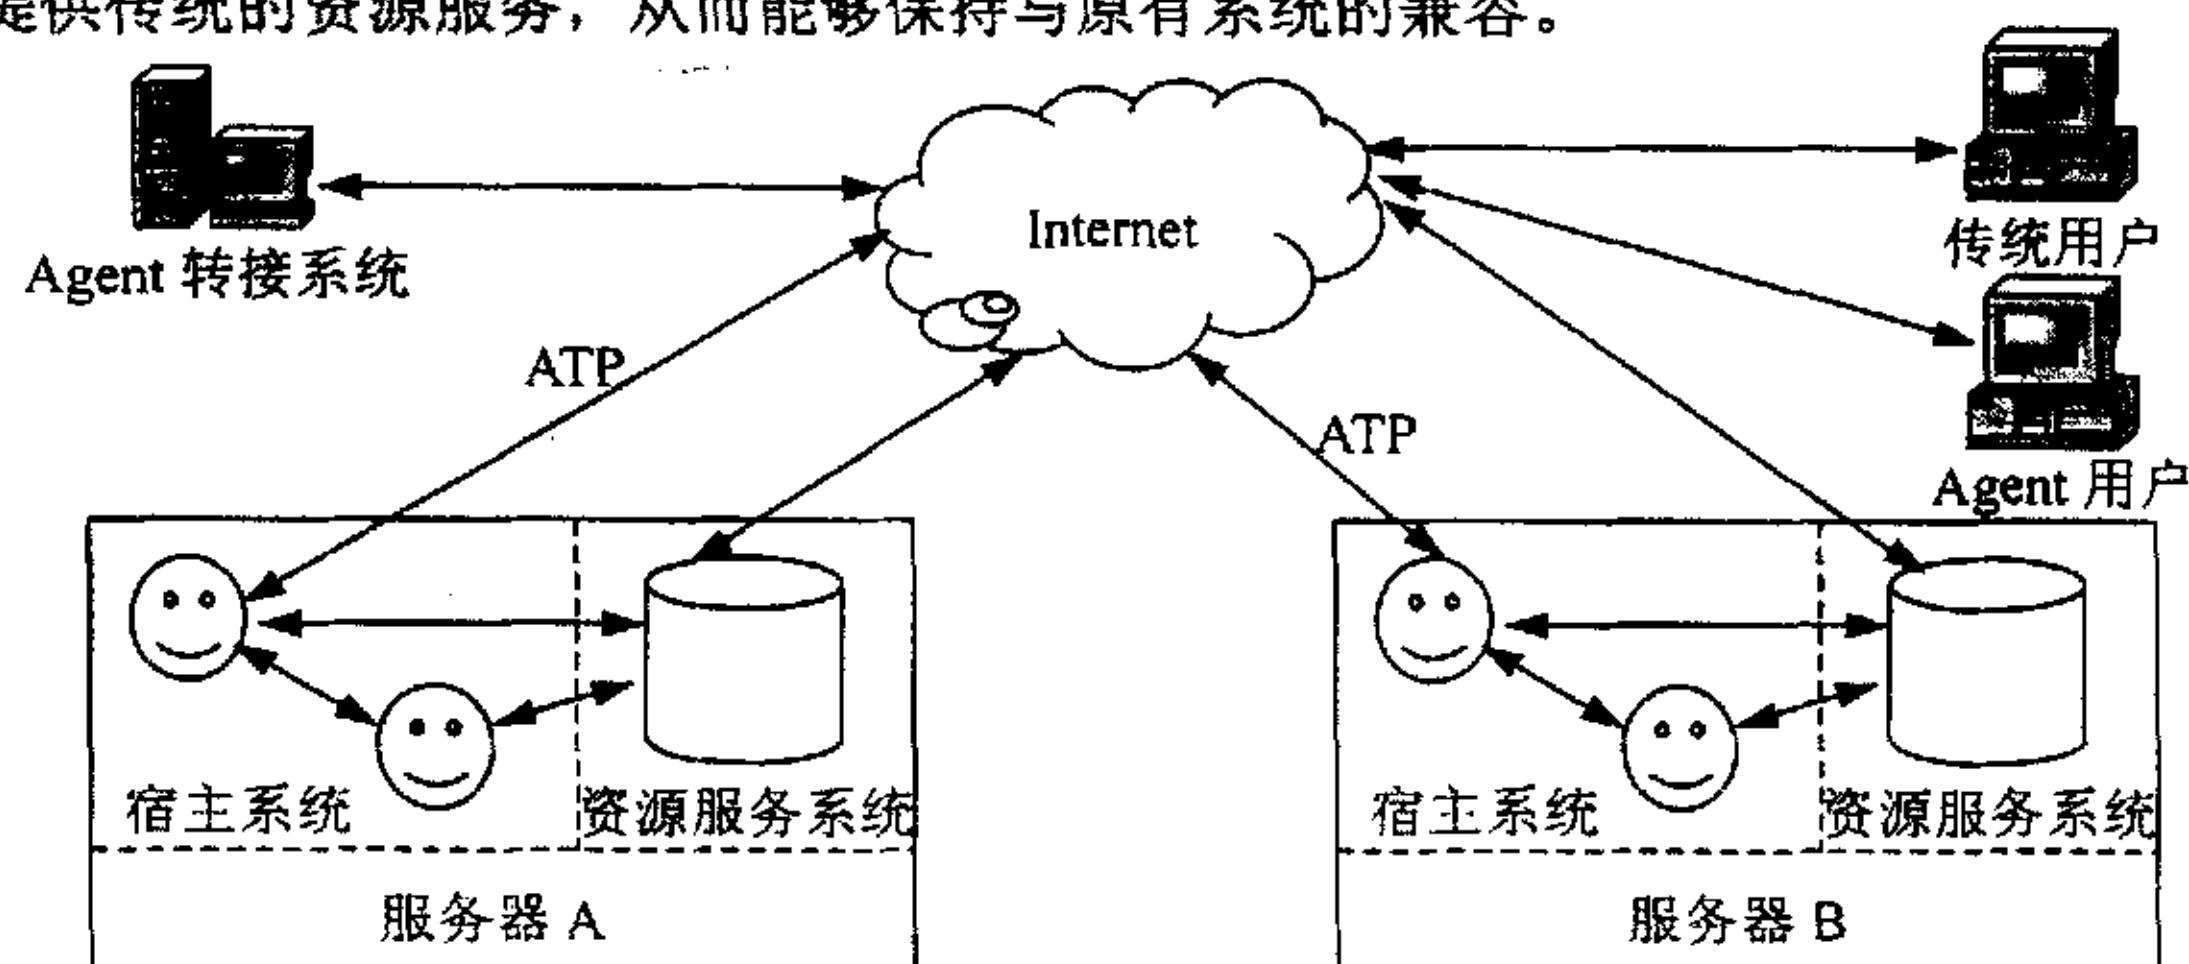 提供传统的资源服务，从而能够保持与原有系统的兼容。
Internet
Agent 转接系统
传统用户
ATP
ATP
Agent 用户
宿主系统
资源服务系统
宿主系统
资源服务系统
服务器 A
服务器 B